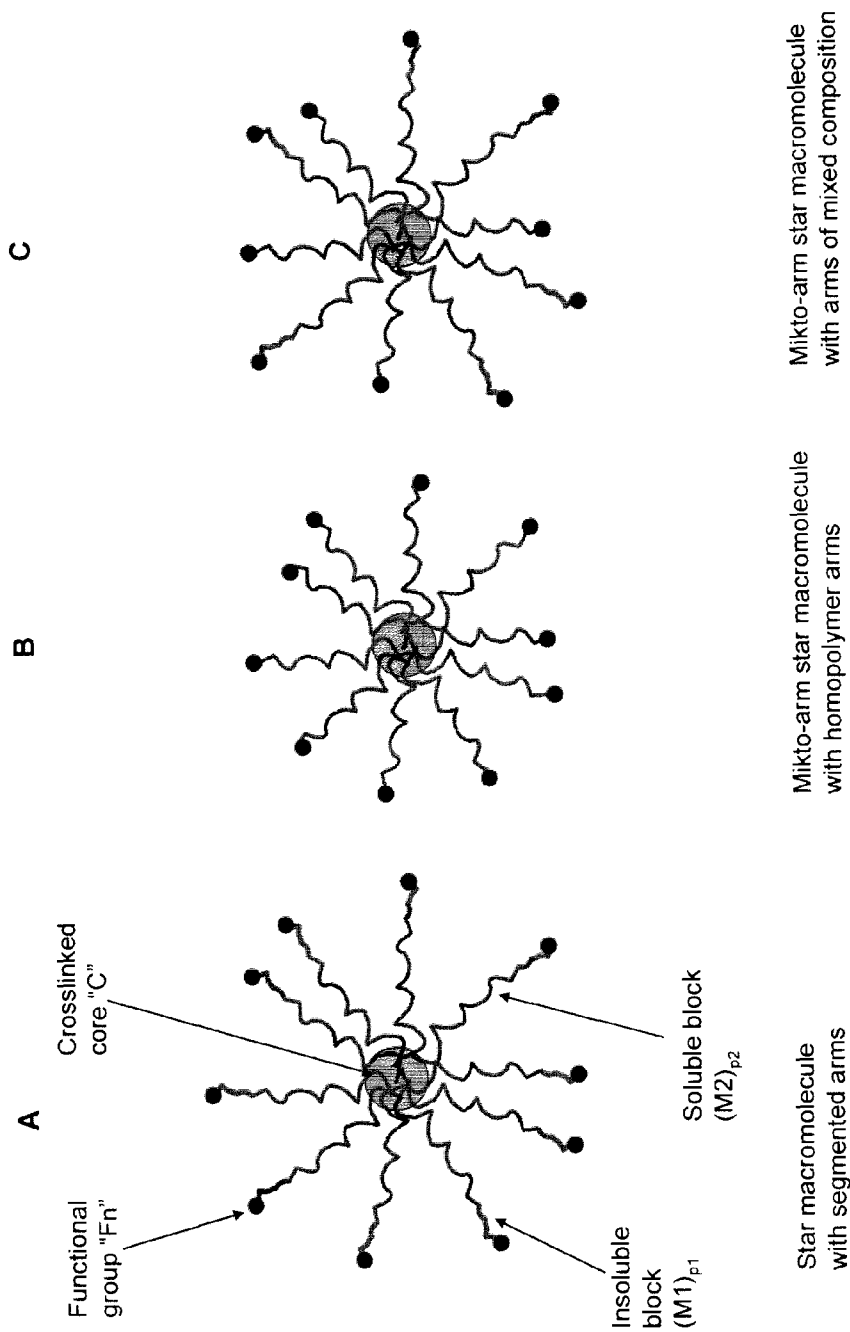 A
Functional
group "Fn"
Crosslinked
core "C"
Insoluble
block
(M1)p1
Soluble block
(M2)p2
Star macromolecule
with segmented arms
B
Mikto-arm star macromolecule
with homopolymer arms
C
Mikto-arm star macromolecule
with arms of mixed composition